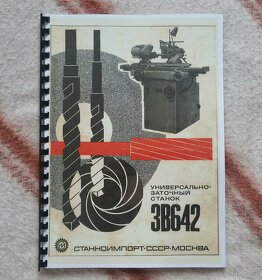 УНИВЕРСАЛЬНО-
ЗАТОЧНЫЙ
СТАНОК
3В642
СТАНКОИМПОРТ·СССР·МОСКВА